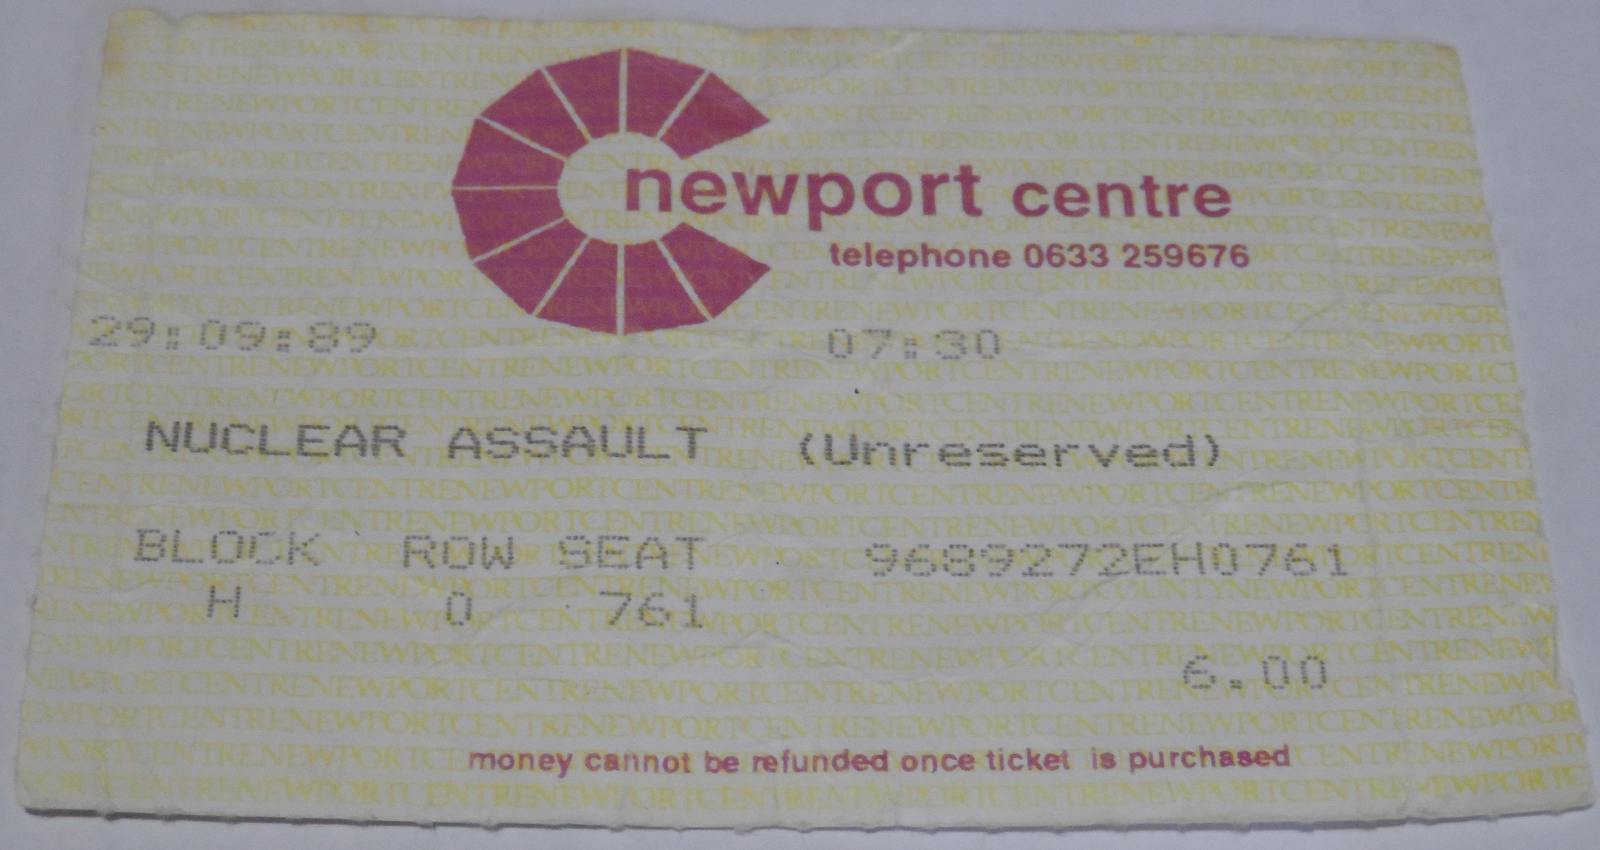 newport centre
telephone 0633 259676
29:09:89 07:30
NUCLEAR ASSAULT (Unreserved)
BLOCK ROW SEAT 9689272EH0761
H 0 761
6.00
money cannot be refunded once ticket is purchased